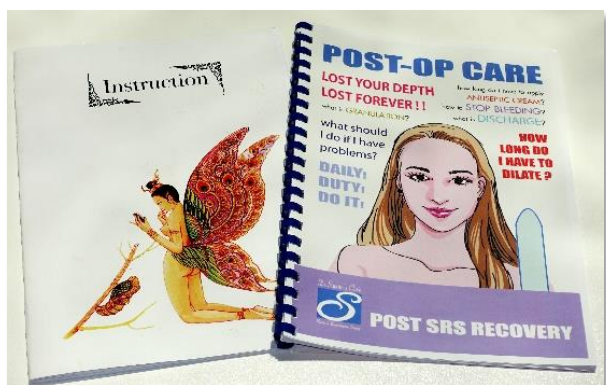 Instruction
POST-OP CARE
LOST YOUR DEPTH
LOST FOREVER !!
what is GRANULATION?
what should
I do if I have
problems?
DAILY!
DUTY!
DO IT!
how long do I have to apply
ANTISEPTIC CREAM?
how to STOP BLEEDING?
what is DISCHARGE?
HOW
LONG DO
I HAVE TO
DILATE ?
POST SRS RECOVERY